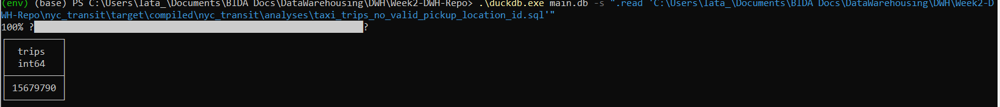 (env) (base) PS C:\Users\lata_\Documents\BIDA Docs\DataWarehousing\DWH\Week2-DWH-Repo> .\duckdb.exe main.db -s ".read 'C:\Users\lata_\Documents\BIDA Docs\DataWarehousing\DWH\Week2-D
WH-Repo\nyc_transit\target\compiled\nyc_transit\analyses\taxi_trips_no_valid_pickup_location_id.sql'"
100% ? ?
trips
int64
15679790